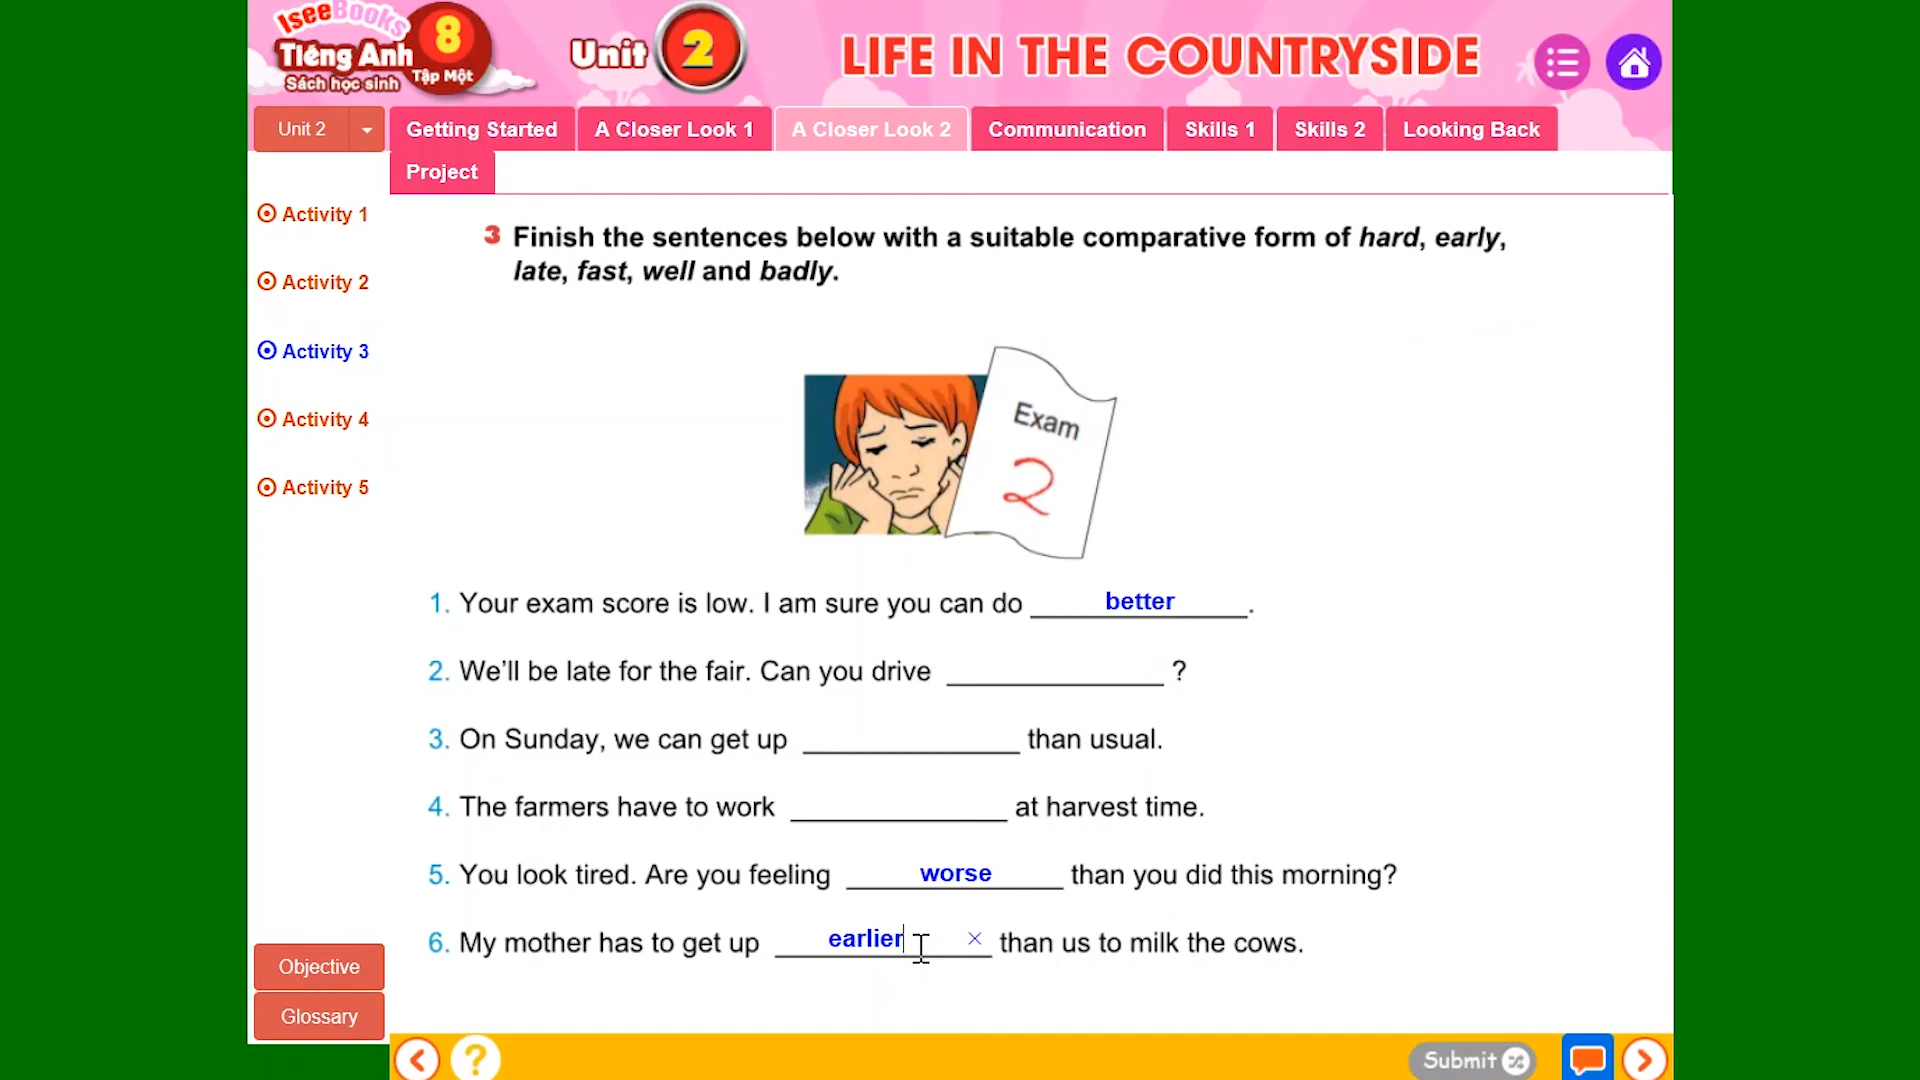 IseeBooks
Tiếng Anh 8
Sách học sinh Tập Một
Unit 2
LIFE IN THE COUNTRYSIDE
Unit 2
Getting Started
A Closer Look 1
A Closer Look 2
Communication
Skills 1
Skills 2
Looking Back
Project
Activity 1
Activity 2
Activity 3
Activity 4
Activity 5
3 Finish the sentences below with a suitable comparative form of hard, early,
late, fast, well and badly.
Exam
2
1. Your exam score is low. I am sure you can do better.
2. We'll be late for the fair. Can you drive ____________ ?
3. On Sunday, we can get up ____________ than usual.
4. The farmers have to work ____________ at harvest time.
5. You look tired. Are you feeling worse than you did this morning?
6. My mother has to get up earlier × than us to milk the cows.
Objective
Glossary
?
Submit